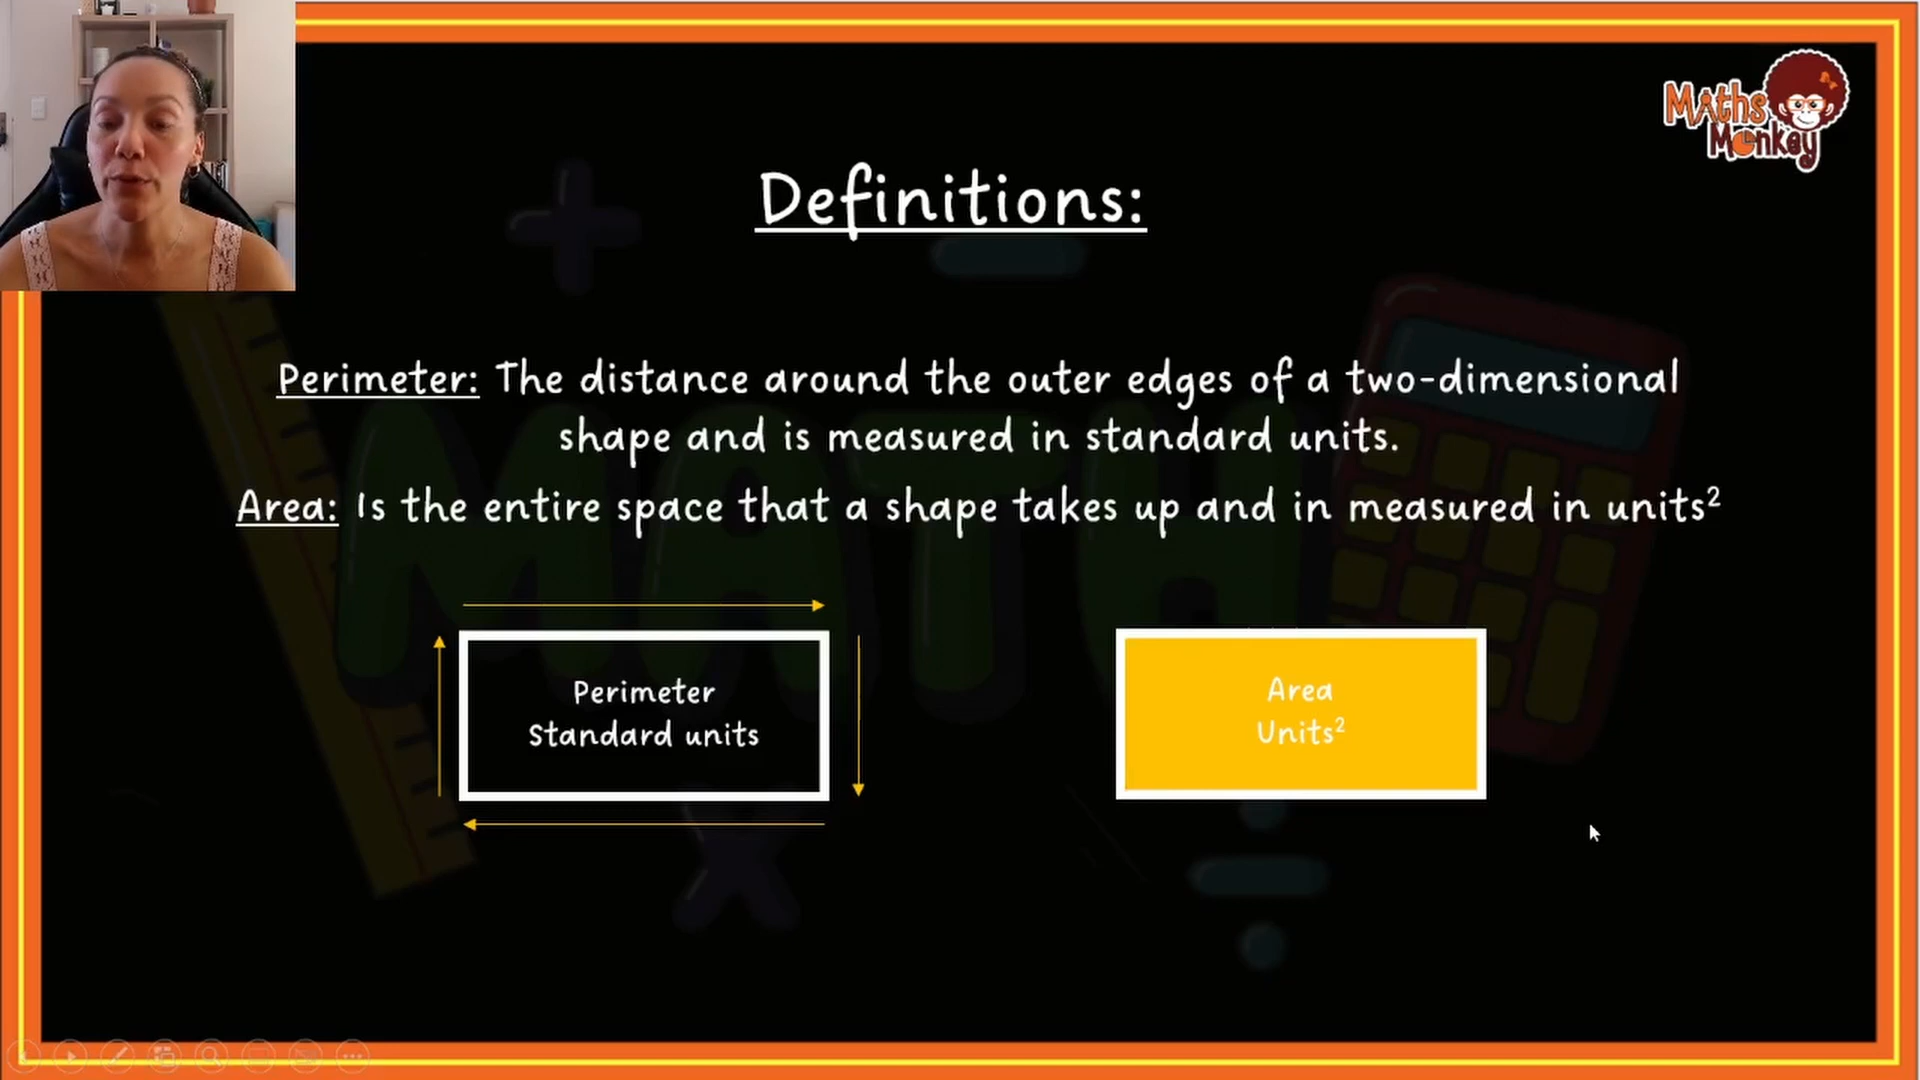 Maths
Monkey
Definitions:
Perimeter: The distance around the outer edges of a two-dimensional
shape and is measured in standard units.
Area: Is the entire space that a shape takes up and in measured in units²
Perimeter
Standard units
Area
Units²